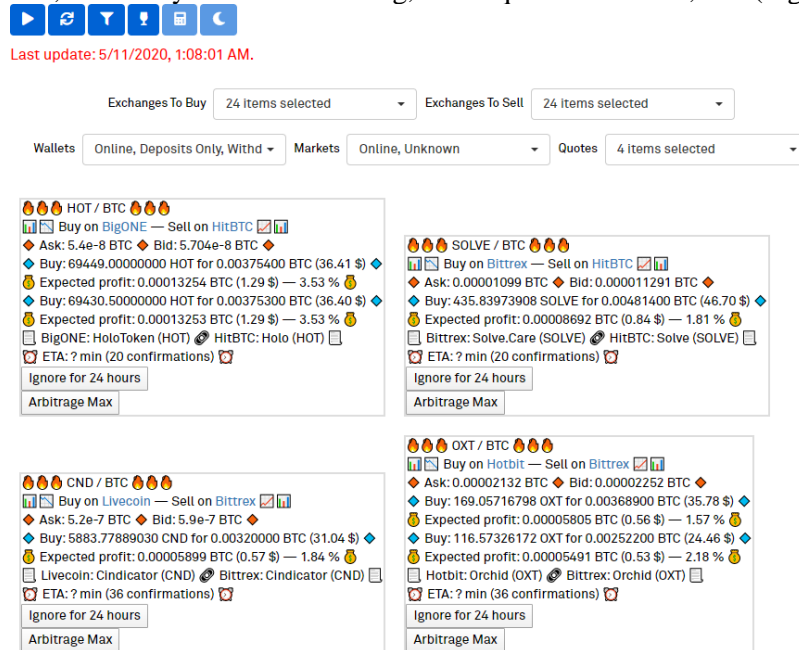 Last update: 5/11/2020, 1:08:01 AM.
Exchanges To Buy 24 items selected Exchanges To Sell 24 items selected
Wallets Online, Deposits Only, Withd Markets Online, Unknown Quotes 4 items selected
HOT / BTC
Buy on BigONE — Sell on HitBTC
Ask: 5.4e-8 BTC Bid: 5.704e-8 BTC
Buy: 69449.00000000 HOT for 0.00375400 BTC (36.41 $)
Expected profit: 0.00013254 BTC (1.29 $) — 3.53 %
Buy: 69430.50000000 HOT for 0.00375300 BTC (36.40 $)
Expected profit: 0.00013253 BTC (1.29 $) — 3.53 %
BigONE: HoloToken (HOT) HitBTC: Holo (HOT)
ETA: ? min (20 confirmations)
Ignore for 24 hours
Arbitrage Max
SOLVE / BTC
Buy on Bittrex — Sell on HitBTC
Ask: 0.00001099 BTC Bid: 0.000011291 BTC
Buy: 435.83973908 SOLVE for 0.00481400 BTC (46.70 $)
Expected profit: 0.00008692 BTC (0.84 $) — 1.81 %
Bittrex: Solve.Care (SOLVE) HitBTC: Solve (SOLVE)
ETA: ? min (20 confirmations)
Ignore for 24 hours
Arbitrage Max
CND / BTC
Buy on Livecoin — Sell on Bittrex
Ask: 5.2e-7 BTC Bid: 5.9e-7 BTC
Buy: 5883.77889030 CND for 0.00320000 BTC (31.04 $)
Expected profit: 0.00005899 BTC (0.57 $) — 1.84 %
Livecoin: Cindicator (CND) Bittrex: Cindicator (CND)
ETA: ? min (36 confirmations)
Ignore for 24 hours
Arbitrage Max
OXT / BTC
Buy on Hotbit — Sell on Bittrex
Ask: 0.00002132 BTC Bid: 0.00002252 BTC
Buy: 169.05716798 OXT for 0.00368900 BTC (35.78 $)
Expected profit: 0.00005805 BTC (0.56 $) — 1.57 %
Buy: 116.57326172 OXT for 0.00252200 BTC (24.46 $)
Expected profit: 0.00005491 BTC (0.53 $) — 2.18 %
Hotbit: Orchid (OXT) Bittrex: Orchid (OXT)
ETA: ? min (36 confirmations)
Ignore for 24 hours
Arbitrage Max